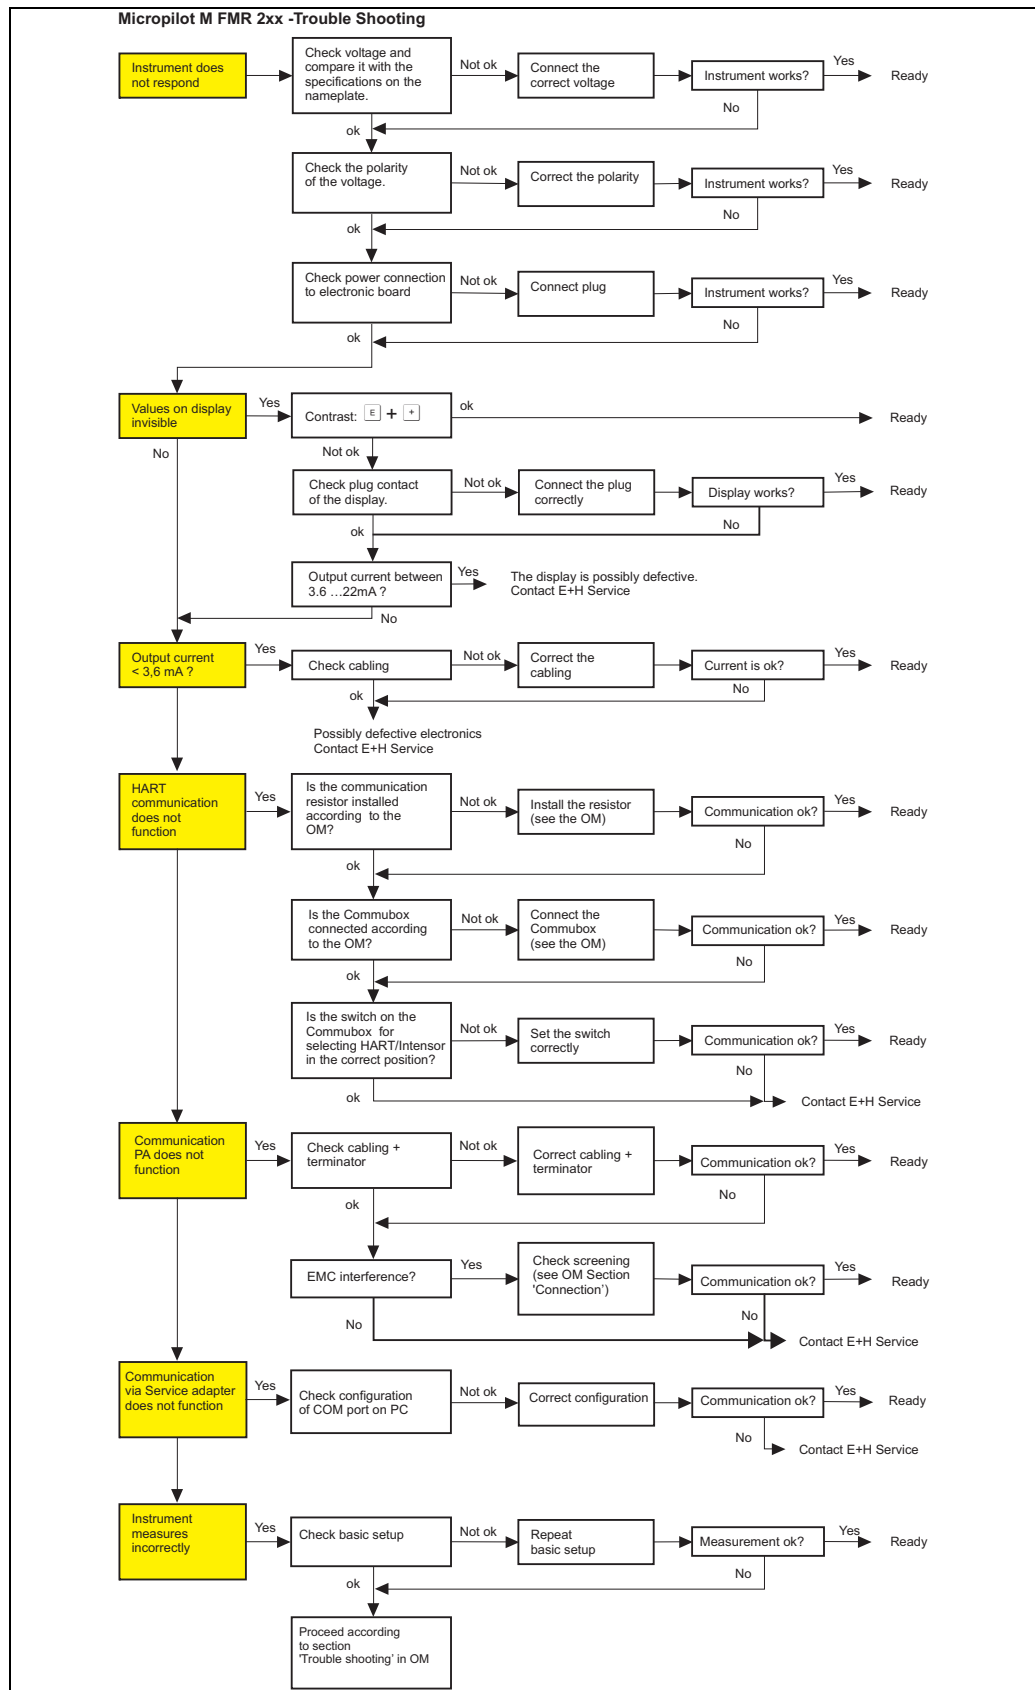 Micropilot M FMR 2xx -Trouble Shooting
Instrument does
not respond
Check voltage and
compare it with the
specifications on the
nameplate.
Not ok
Connect the
correct voltage
Instrument works?
Yes
Ready
No
ok
Check the polarity
of the voltage.
Not ok
Correct the polarity
Instrument works?
Yes
Ready
No
ok
Check power connection
to electronic board
Not ok
Connect plug
Instrument works?
Yes
Ready
No
ok
Values on display
invisible
Yes
Contrast: E + +
ok
Ready
No
Not ok
Check plug contact
of the display.
Not ok
Connect the plug
correctly
Display works?
Yes
Ready
No
ok
Output current between
3.6 ...22mA ?
Yes
The display is possibly defective.
Contact E+H Service
No
Output current
< 3,6 mA ?
Yes
Check cabling
Not ok
Correct the
cabling
Current is ok?
Yes
Ready
No
ok
Possibly defective electronics
Contact E+H Service
HART
communication
does not
function
Yes
Is the communication
resistor installed
according to the
OM?
Not ok
Install the resistor
(see the OM)
Communication ok?
Yes
Ready
No
ok
Is the Commubox
connected according
to the OM?
Not ok
Connect the
Commubox
(see the OM)
Communication ok?
Yes
Ready
No
ok
Is the switch on the
Commubox for
selecting HART/Intensor
in the correct position?
Not ok
Set the switch
correctly
Communication ok?
Yes
Ready
No
ok
Contact E+H Service
Communication
PA does not
function
Yes
Check cabling +
terminator
Not ok
Correct cabling +
terminator
Communication ok?
Yes
Ready
No
ok
EMC interference?
Yes
Check screening
(see OM Section
'Connection')
Communication ok?
Yes
Ready
No
No
Contact E+H Service
Communication
via Service adapter
does not function
Yes
Check configuration
of COM port on PC
Not ok
Correct configuration
Communication ok?
Yes
Ready
No
Contact E+H Service
Instrument
measures
incorrectly
Yes
Check basic setup
Not ok
Repeat
basic setup
Measurement ok?
Yes
Ready
No
ok
Proceed according
to section
'Trouble shooting' in OM